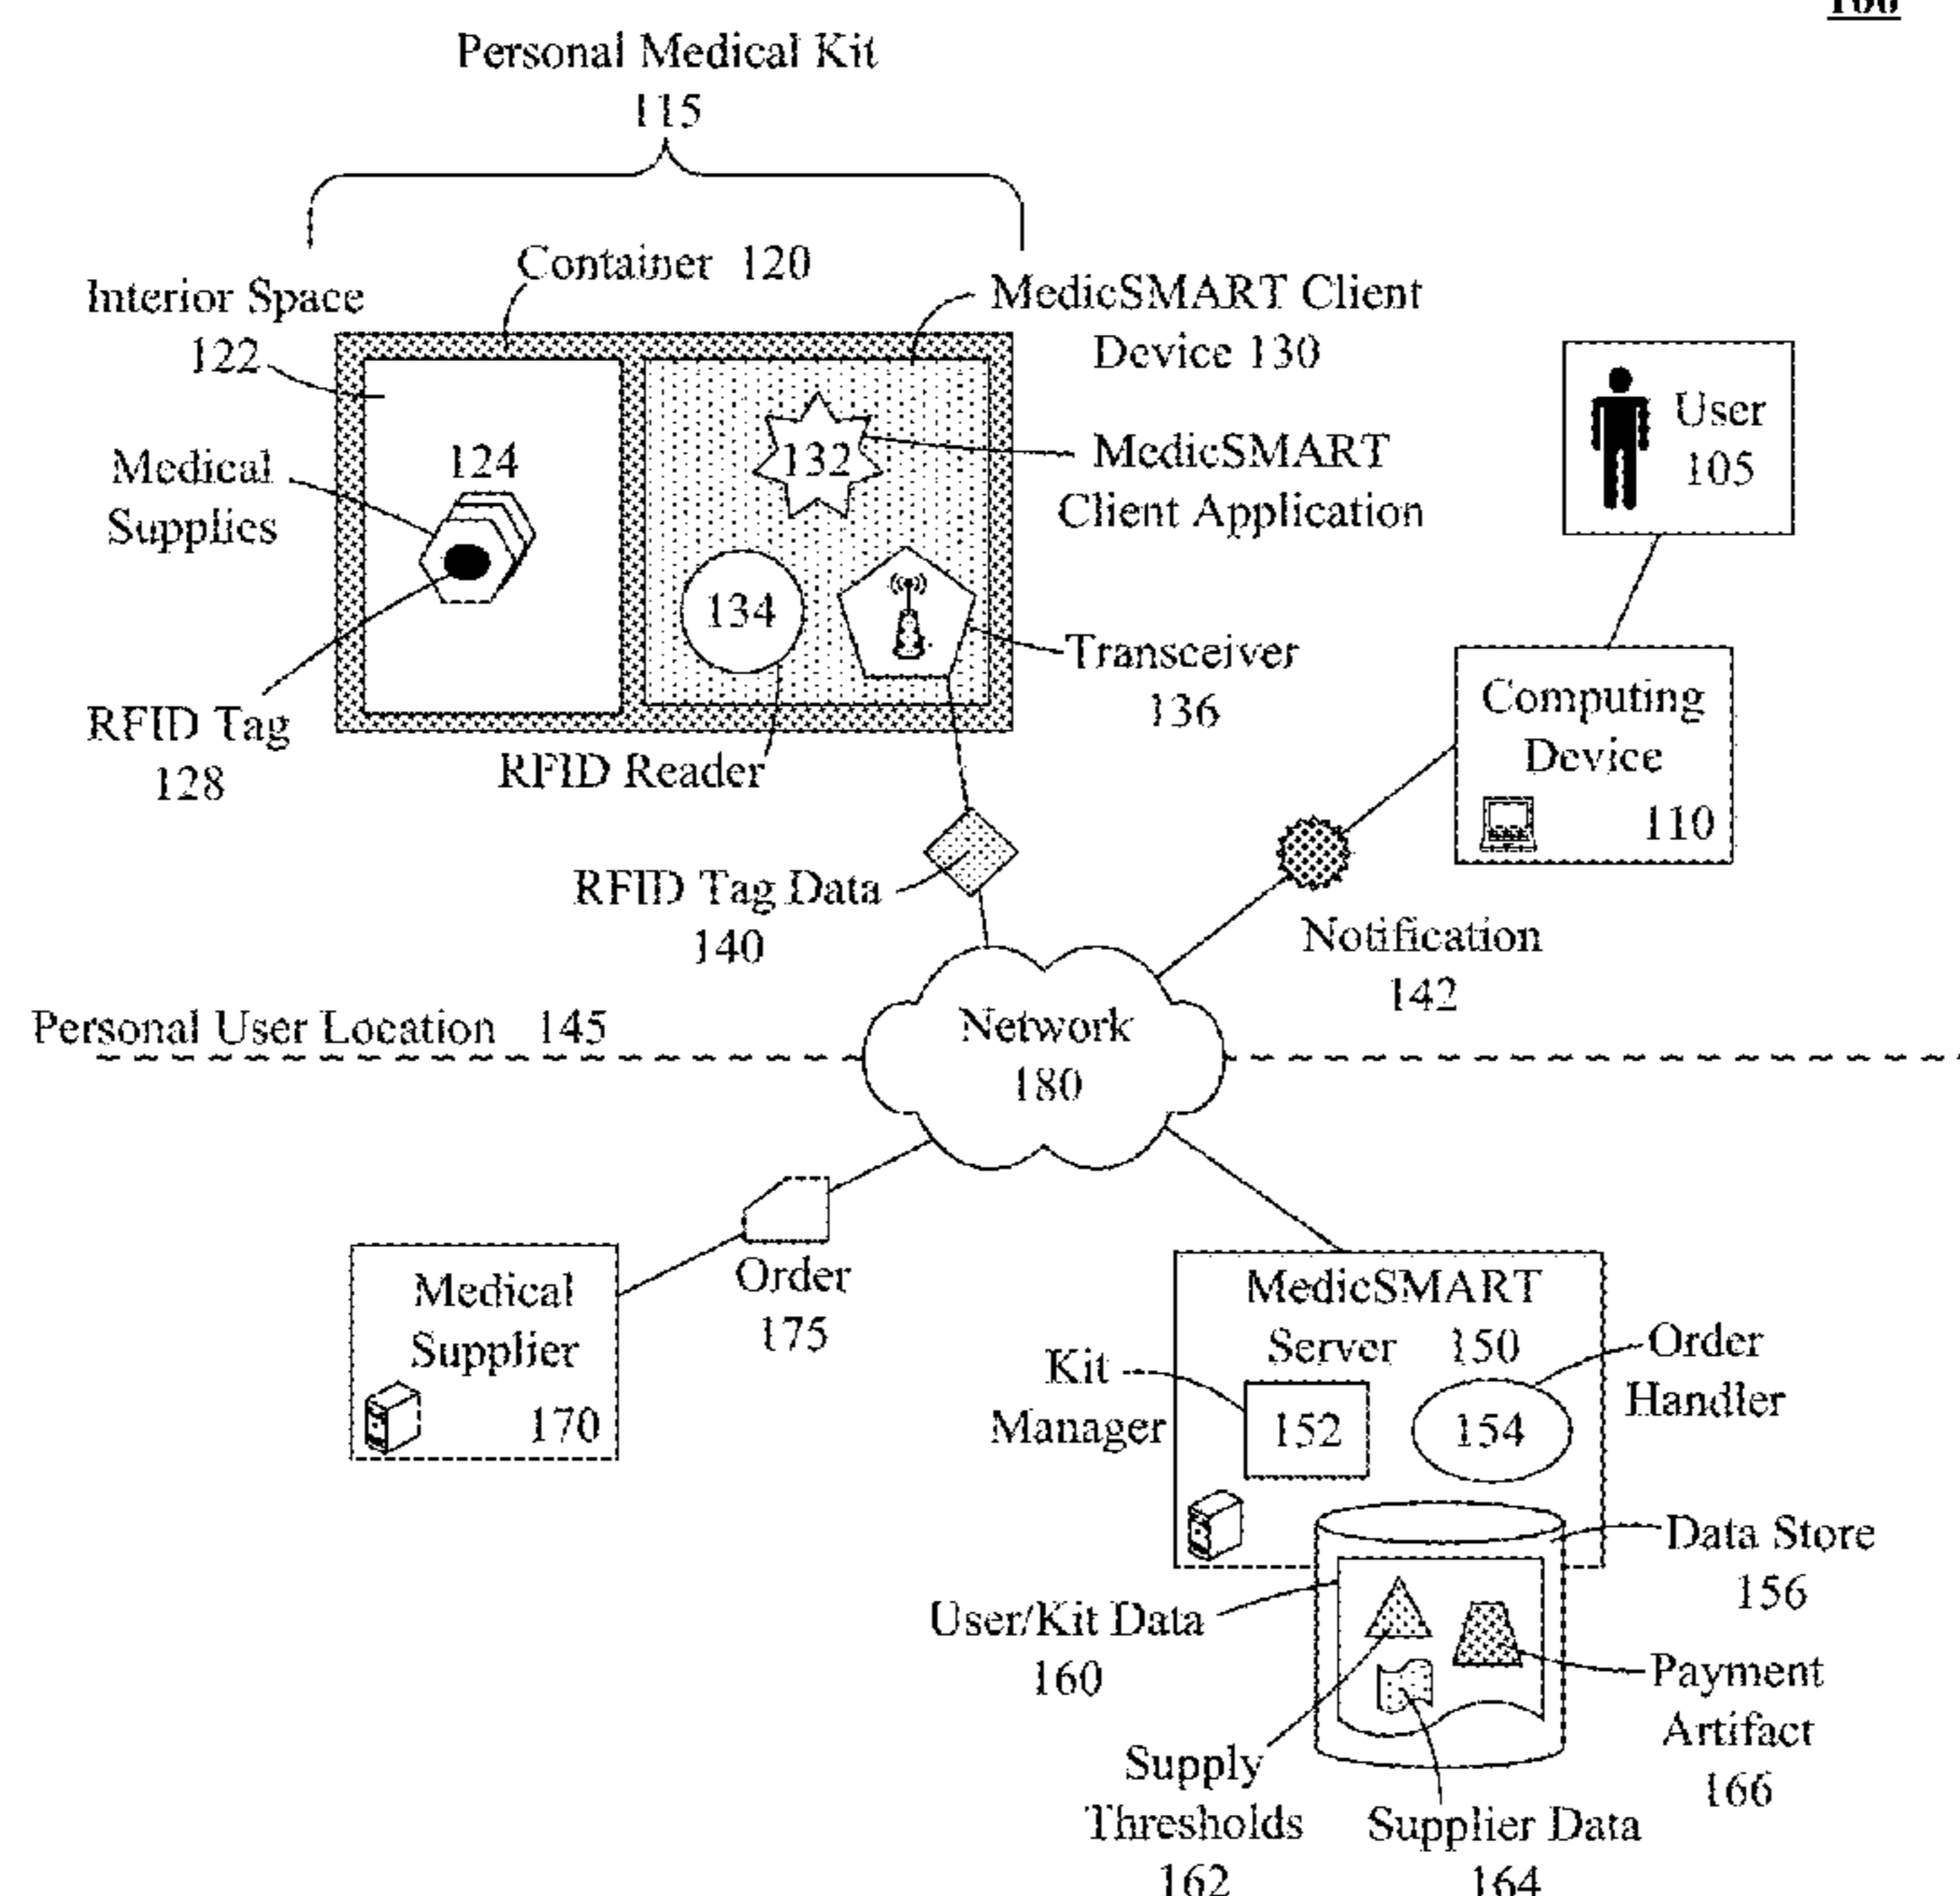 Personal Medical Kit
115
Container 120
Interior Space
122
MedicSMART Client
Device 130
Medical
Supplies
124
132
MedicSMART
Client Application
User
105
134
Transceiver
136
RFID Tag
128
RFID Reader
Computing
Device
110
RFID Tag Data
140
Notification
142
Personal User Location 145
Network
180
Order
175
Medical
Supplier
170
MedicSMART
Server 150
Kit
Manager
152
154
Order
Handler
Data Store
156
User/Kit Data
160
Payment
Artifact
166
Supply
Thresholds
162
Supplier Data
164